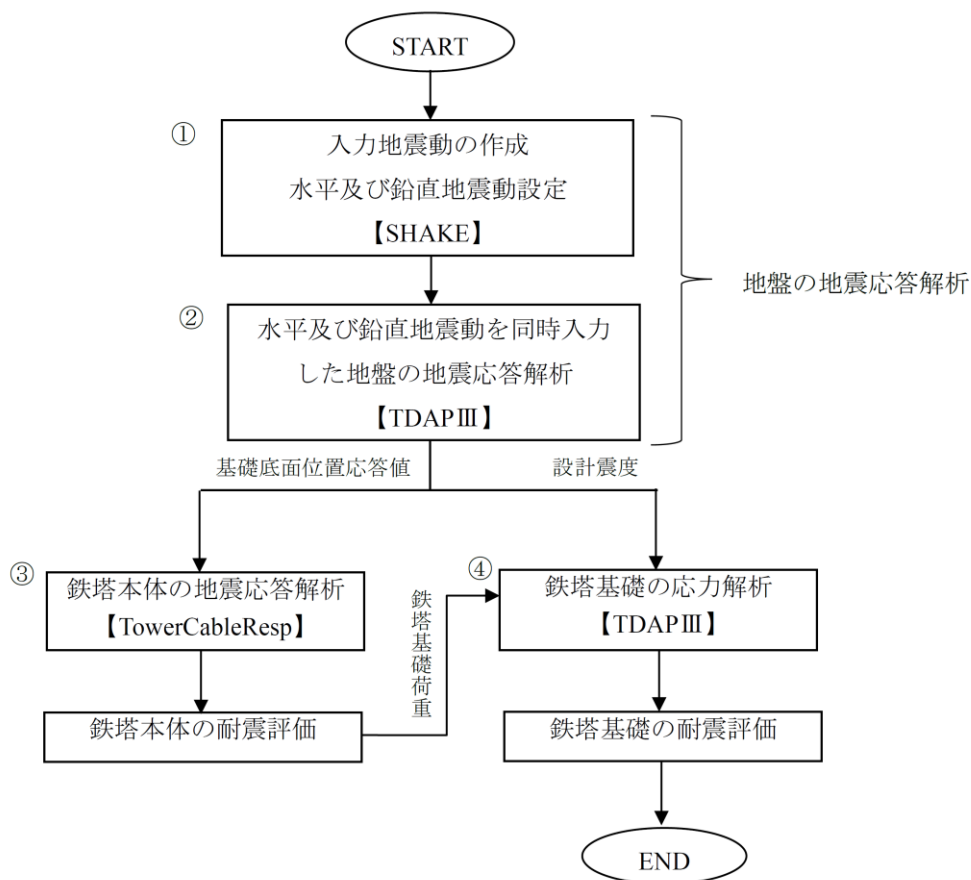 START
①
入力地震動の作成
水平及び鉛直地震動設定
【SHAKE】
地盤の地震応答解析
②
水平及び鉛直地震動を同時入力
した地盤の地震応答解析
【TDAPⅢ】
基礎底面位置応答値
設計震度
③
鉄塔本体の地震応答解析
【TowerCableResp】
鉄塔基礎荷重
④
鉄塔基礎の応力解析
【TDAPⅢ】
鉄塔本体の耐震評価
鉄塔基礎の耐震評価
END